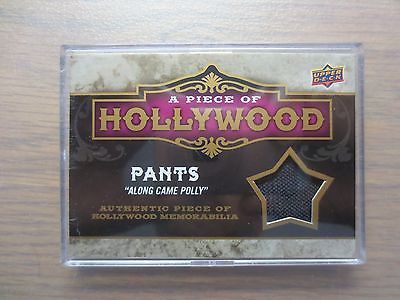 UPPER
DECK
A PIECE OF
HOLLYWOOD
PANTS
"ALONG CAME POLLY"
AUTHENTIC PIECE OF
HOLLYWOOD MEMORABILIA